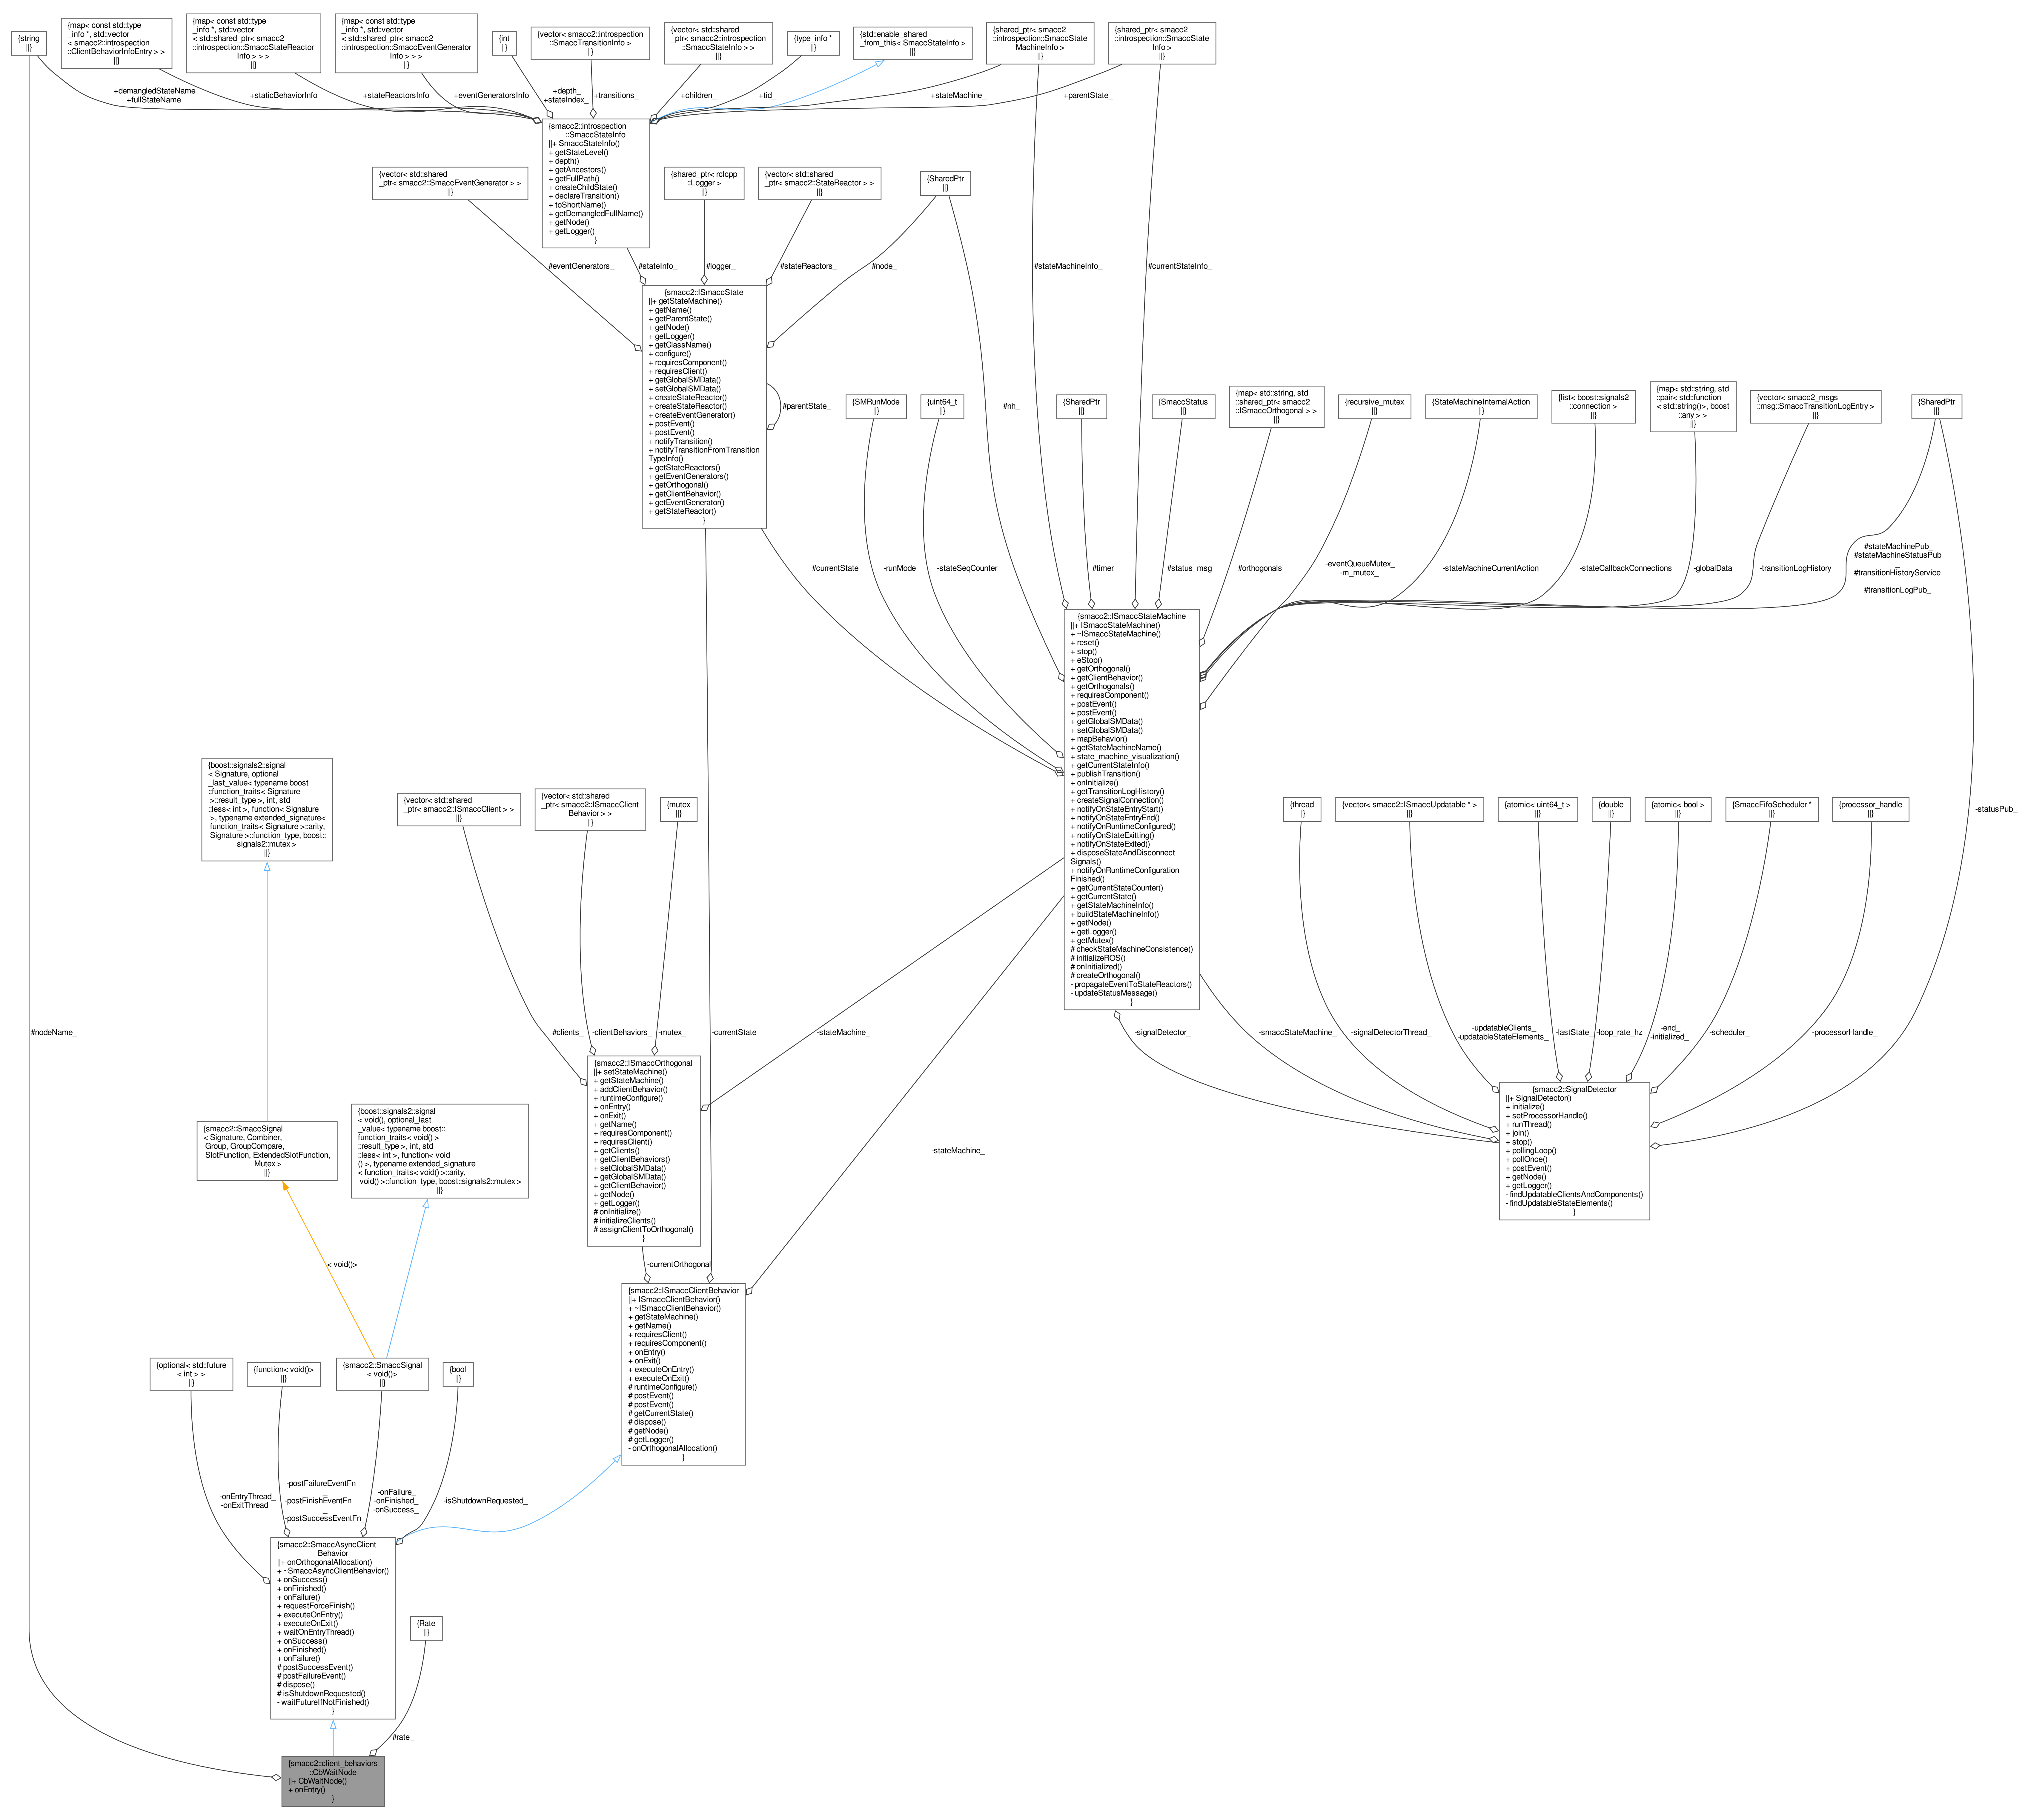 {string
||}
{map< const std::type
_info *, std::vector
< smacc2::introspection
::ClientBehaviorInfoEntry > >
||}
{map< const std::type
_info *, std::vector
< std::shared_ptr< smacc2
::introspection::SmaccStateReactor
Info > > >
||}
{map< const std::type
_info *, std::vector
< std::shared_ptr< smacc2
::introspection::SmaccEventGenerator
Info > > >
||}
{int
||}
{vector< smacc2::introspection
::SmaccTransitionInfo >
||}
{vector< std::shared
_ptr< smacc2::introspection
::SmaccStateInfo > >
||}
{type_info *
||}
{std::enable_shared
_from_this< SmaccStateInfo >
||}
{shared_ptr< smacc2
::introspection::SmaccState
MachineInfo >
||}
{shared_ptr< smacc2
::introspection::SmaccState
Info >
||}
+demangledStateName
+fullStateName
+staticBehaviorInfo
+stateReactorsInfo
+eventGeneratorsInfo
+depth_
+stateIndex_
+transitions_
+children_
+tid_
+stateMachine_
+parentState_
{smacc2::introspection
::SmaccStateInfo
||+ SmaccStateInfo()
+ getStateLevel()
+ depth()
+ getAncestors()
+ getFullPath()
+ createChildState()
+ declareTransition()
+ toShortName()
+ getDemangledFullName()
+ getNode()
+ getLogger()
}
{vector< std::shared
_ptr< smacc2::SmaccEventGenerator > >
||}
{shared_ptr< rclcpp
::Logger >
||}
{vector< std::shared
_ptr< smacc2::StateReactor > >
||}
{SharedPtr
||}
#eventGenerators_
#stateInfo_
#logger_
#stateReactors_
#node_
#stateMachineInfo_
#currentStateInfo_
{smacc2::ISmaccState
||+ getStateMachine()
+ getName()
+ getParentState()
+ getNode()
+ getLogger()
+ getClassName()
+ configure()
+ requiresComponent()
+ requiresClient()
+ getGlobalSMData()
+ setGlobalSMData()
+ createStateReactor()
+ createStateReactor()
+ createEventGenerator()
+ postEvent()
+ postEvent()
+ notifyTransition()
+ notifyTransitionFromTransition
TypeInfo()
+ getStateReactors()
+ getEventGenerators()
+ getOrthogonal()
+ getClientBehavior()
+ getEventGenerator()
+ getStateReactor()
}
#parentState_
{SMRunMode
||}
{uint64_t
||}
#nh_
{SharedPtr
||}
{SmaccStatus
||}
{map< std::string, std
::shared_ptr< smacc2
::ISmaccOrthogonal > >
||}
{recursive_mutex
||}
{StateMachineInternalAction
||}
{list< boost::signals2
::connection >
||}
{map< std::string, std
::pair< std::function
< std::string()>, boost
::any > >
||}
{vector< smacc2_msgs
::msg::SmaccTransitionLogEntry >
||}
{SharedPtr
||}
#currentState_
-runMode_
-stateSeqCounter_
#timer_
#status_msg_
#orthogonals_
-eventQueueMutex_
-m_mutex_
-stateMachineCurrentAction
-stateCallbackConnections
-globalData_
-transitionLogHistory_
#stateMachinePub_
#stateMachineStatusPub
_
#transitionHistoryService
_
#transitionLogPub_
{smacc2::ISmaccStateMachine
||+ ISmaccStateMachine()
+ ~ISmaccStateMachine()
+ reset()
+ stop()
+ eStop()
+ getOrthogonal()
+ getClientBehavior()
+ getOrthogonals()
+ requiresComponent()
+ postEvent()
+ postEvent()
+ getGlobalSMData()
+ setGlobalSMData()
+ mapBehavior()
+ getStateMachineName()
+ state_machine_visualization()
+ getCurrentStateInfo()
+ publishTransition()
+ onInitialize()
+ getTransitionLogHistory()
+ createSignalConnection()
+ notifyOnStateEntryStart()
+ notifyOnStateEntryEnd()
+ notifyOnRuntimeConfigured()
+ notifyOnStateExitting()
+ notifyOnStateExited()
+ disposeStateAndDisconnect
Signals()
+ notifyOnRuntimeConfiguration
Finished()
+ getCurrentStateCounter()
+ getCurrentState()
+ getStateMachineInfo()
+ buildStateMachineInfo()
+ getNode()
+ getLogger()
+ getMutex()
# checkStateMachineConsistence()
# initializeROS()
# onInitialized()
# createOrthogonal()
- propagateEventToStateReactors()
- updateStatusMessage()
}
{boost::signals2::signal
< Signature, optional
_last_value< typename boost
::function_traits< Signature
>::result_type >, int, std
::less< int >, function< Signature
>, typename extended_signature<
function_traits< Signature >::arity,
Signature >::function_type, boost::
signals2::mutex >
||}
{vector< std::shared
_ptr< smacc2::ISmaccClient > >
||}
{vector< std::shared
_ptr< smacc2::ISmaccClient
Behavior > >
||}
{mutex
||}
{thread
||}
{vector< smacc2::ISmaccUpdatable * >
||}
{atomic< uint64_t >
||}
{double
||}
{atomic< bool >
||}
{SmaccFifoScheduler *
||}
{processor_handle
||}
-statusPub_
#nodeName_
#clients_
-clientBehaviors_
-mutex_
-currentState
-stateMachine_
-signalDetector_
-smaccStateMachine_
-signalDetectorThread_
-updatableClients_
-updatableStateElements_
-lastState_
-loop_rate_hz
-end_
-initialized_
-scheduler_
-processorHandle_
{smacc2::ISmaccOrthogonal
||+ setStateMachine()
+ getStateMachine()
+ addClientBehavior()
+ runtimeConfigure()
+ onEntry()
+ onExit()
+ getName()
+ requiresComponent()
+ requiresClient()
+ getClients()
+ getClientBehaviors()
+ setGlobalSMData()
+ getGlobalSMData()
+ getClientBehavior()
+ getNode()
+ getLogger()
# onInitialize()
# initializeClients()
# assignClientToOrthogonal()
}
{smacc2::SignalDetector
||+ SignalDetector()
+ initialize()
+ setProcessorHandle()
+ runThread()
+ join()
+ stop()
+ pollingLoop()
+ pollOnce()
+ postEvent()
+ getNode()
+ getLogger()
- findUpdatableClientsAndComponents()
- findUpdatableStateElements()
}
{smacc2::SmaccSignal
< Signature, Combiner,
Group, GroupCompare,
SlotFunction, ExtendedSlotFunction,
Mutex >
||}
{boost::signals2::signal
< void(), optional_last
_value< typename boost::
function_traits< void()
>::result_type >, int, std
::less< int >, function< void
() >, typename extended_signature
< function_traits< void() >::arity,
void() >::function_type, boost::signals2::mutex >
||}
-stateMachine_
< void()>
-currentOrthogonal
{smacc2::ISmaccClientBehavior
||+ ISmaccClientBehavior()
+ ~ISmaccClientBehavior()
+ getStateMachine()
+ getName()
+ requiresClient()
+ requiresComponent()
+ onEntry()
+ onExit()
+ executeOnEntry()
+ executeOnExit()
# runtimeConfigure()
# postEvent()
# postEvent()
# getCurrentState()
# dispose()
# getNode()
# getLogger()
- onOrthogonalAllocation()
}
{optional< std::future
< int > >
||}
{function< void()>
||}
{smacc2::SmaccSignal
< void()>
||}
{bool
||}
-onEntryThread_
-onExitThread_
-postFailureEventFn
_
-postFinishEventFn
_
-postSuccessEventFn_
-onFailure_
-onFinished_
-onSuccess_
-isShutdownRequested_
{smacc2::SmaccAsyncClient
Behavior
||+ onOrthogonalAllocation()
+ ~SmaccAsyncClientBehavior()
+ onSuccess()
+ onFinished()
+ onFailure()
+ requestForceFinish()
+ executeOnEntry()
+ executeOnExit()
+ waitOnEntryThread()
+ onSuccess()
+ onFinished()
+ onFailure()
# postSuccessEvent()
# postFailureEvent()
# dispose()
# isShutdownRequested()
- waitFutureIfNotFinished()
}
{Rate
||}
#rate_
{smacc2::client_behaviors
::CbWaitNode
||+ CbWaitNode()
+ onEntry()
}